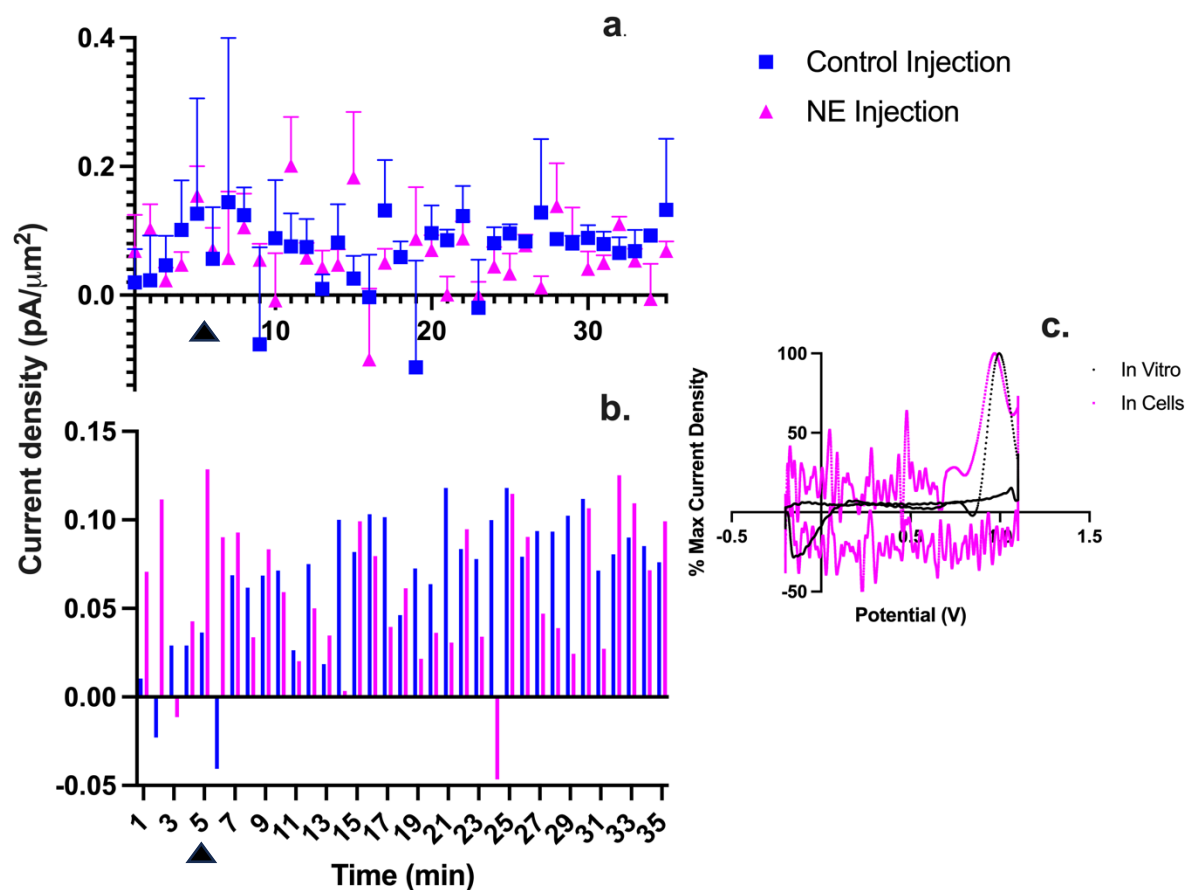 a.
0.4
0.2
0.0
10
20
30
Control Injection
NE Injection
Current density (pA/μm²)
b.
0.15
0.10
0.05
0.00
-0.05
1 3 5 7 9 11 13 15 17 19 21 23 25 27 29 31 33 35
Time (min)
c.
% Max Current Density
100
50
-50
-0.5
0.5
1.0
1.5
Potential (V)
In Vitro
In Cells